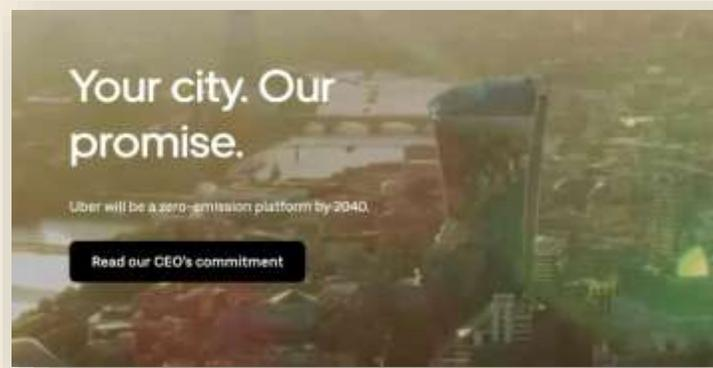 Your city. Our
promise.
Uber will be a zero-emission platform by 2040.
Read our CEO's commitment